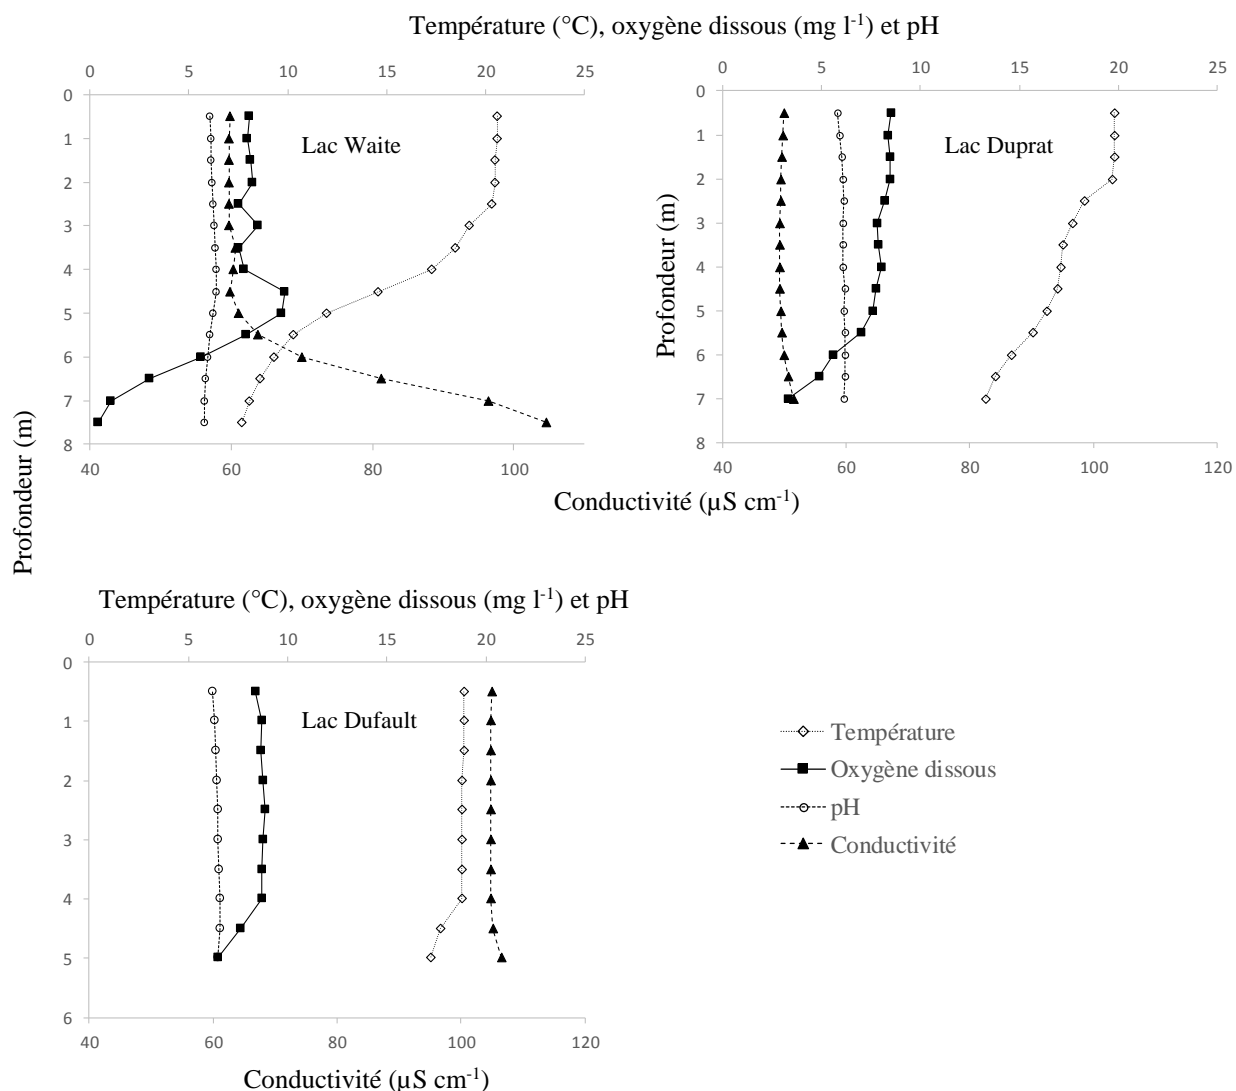 Température (°C), oxygène dissous (mg l-1) et pH
0 5 10 15 20 25
0 5 10 15 20 25
0
1
2
3
4
5
6
7
8
Lac Waite
Profondeur (m)
40 60 80 100
0
1
2
3
4
5
6
7
8
Lac Duprat
Profondeur (m)
40 60 80 100 120
Conductivité (µS cm-1)
Température (°C), oxygène dissous (mg l-1) et pH
0 5 10 15 20 25
0
1
2
3
4
5
6
Lac Dufault
40 60 80 100 120
Conductivité (µS cm-1)
Température
Oxygène dissous
pH
Conductivité